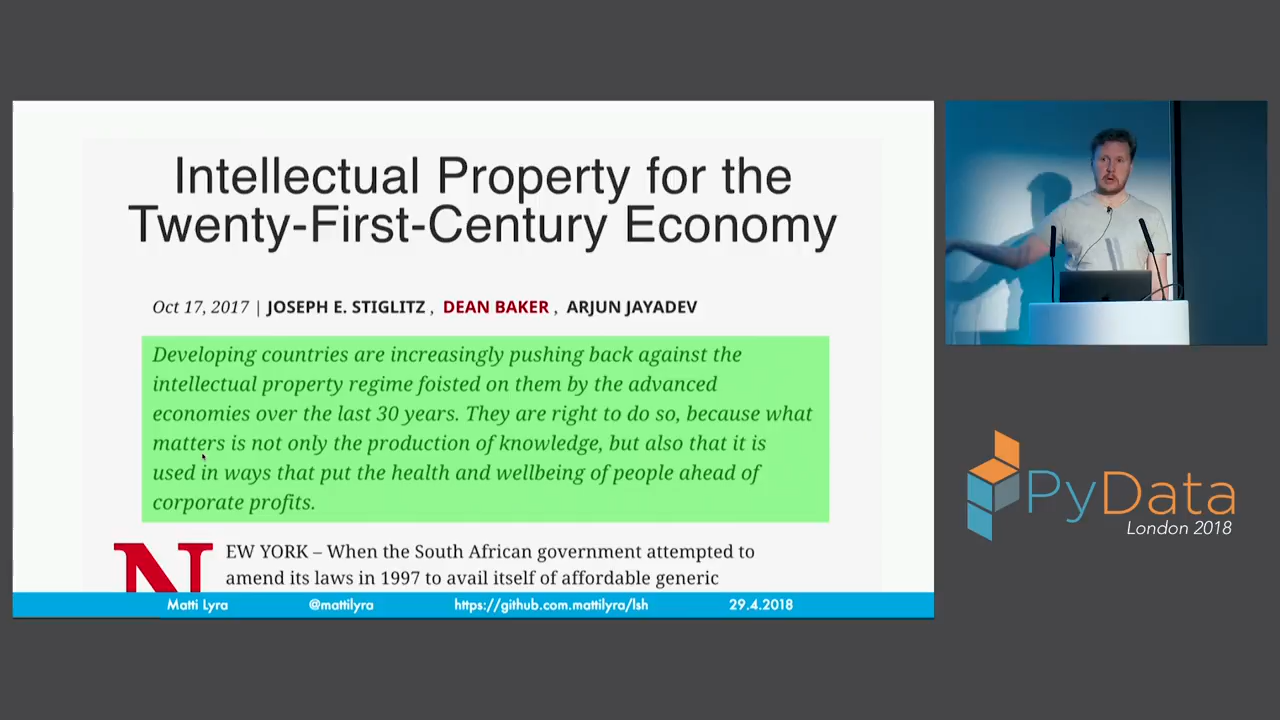 Intellectual Property for the
Twenty-First-Century Economy
Oct 17, 2017 | JOSEPH E. STIGLITZ , DEAN BAKER , ARJUN JAYADEV
Developing countries are increasingly pushing back against the
intellectual property regime foisted on them by the advanced
economies over the last 30 years. They are right to do so, because what
matters is not only the production of knowledge, but also that it is
used in ways that put the health and wellbeing of people ahead of
corporate profits.
NEW YORK – When the South African government attempted to
amend its laws in 1997 to avail itself of affordable generic
Matti Lyra @mattilyra https://github.com.mattilyra/lsh 29.4.2018
PyData
London 2018